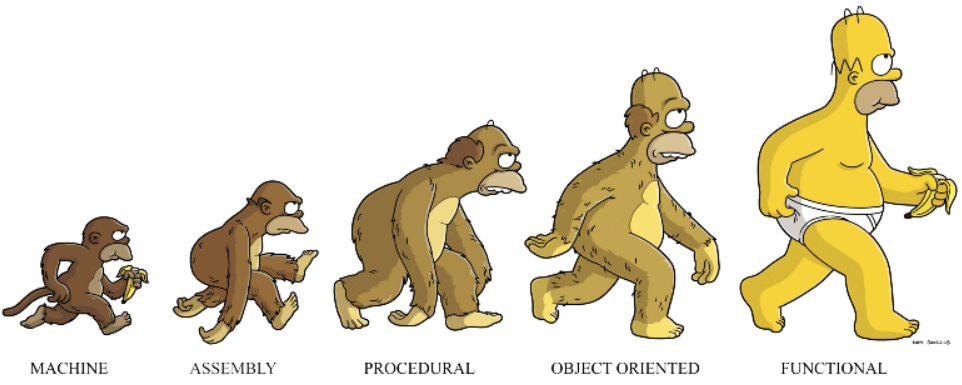 MACHINE
ASSEMBLY
PROCEDURAL
OBJECT ORIENTED
FUNCTIONAL